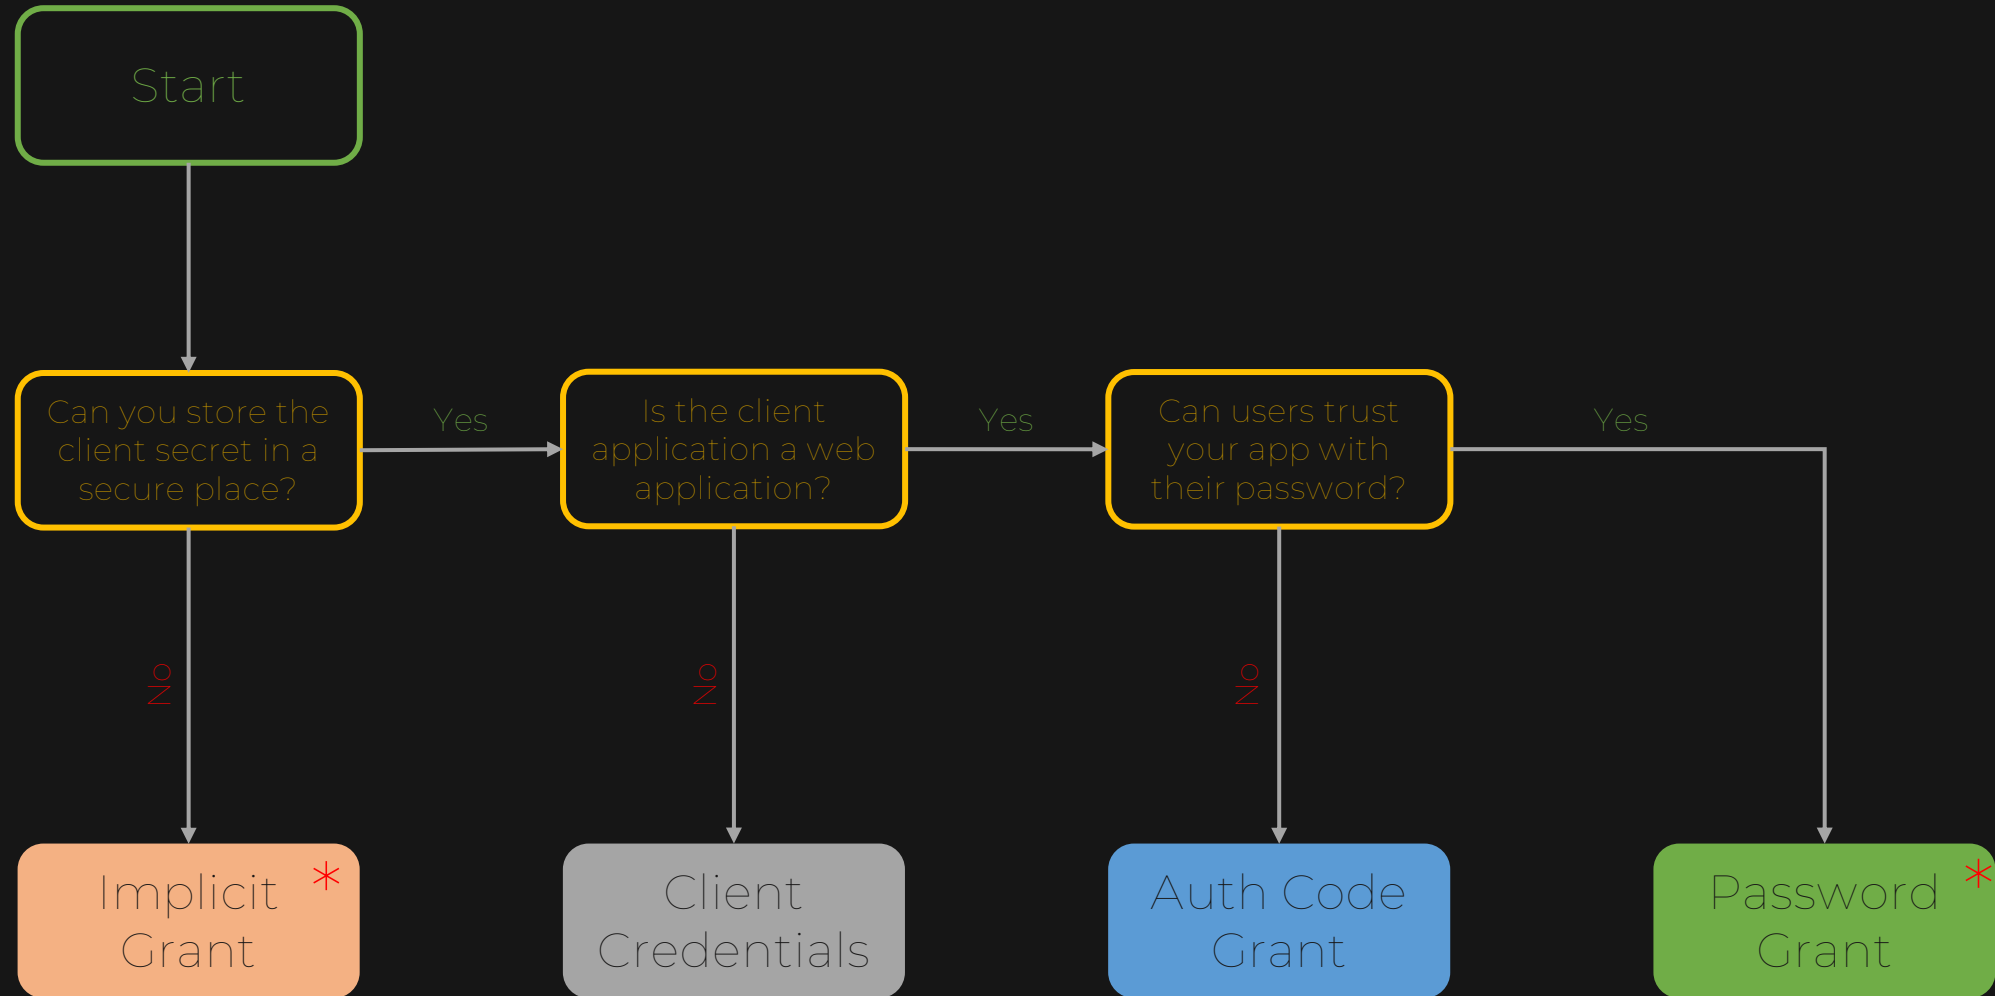 Start
Can you store the
client secret in a
secure place?
Yes
Is the client
application a web
application?
Yes
Can users trust
your app with
their password?
Yes
No
No
No
Implicit *
Grant
Client
Credentials
Auth Code
Grant
Password *
Grant